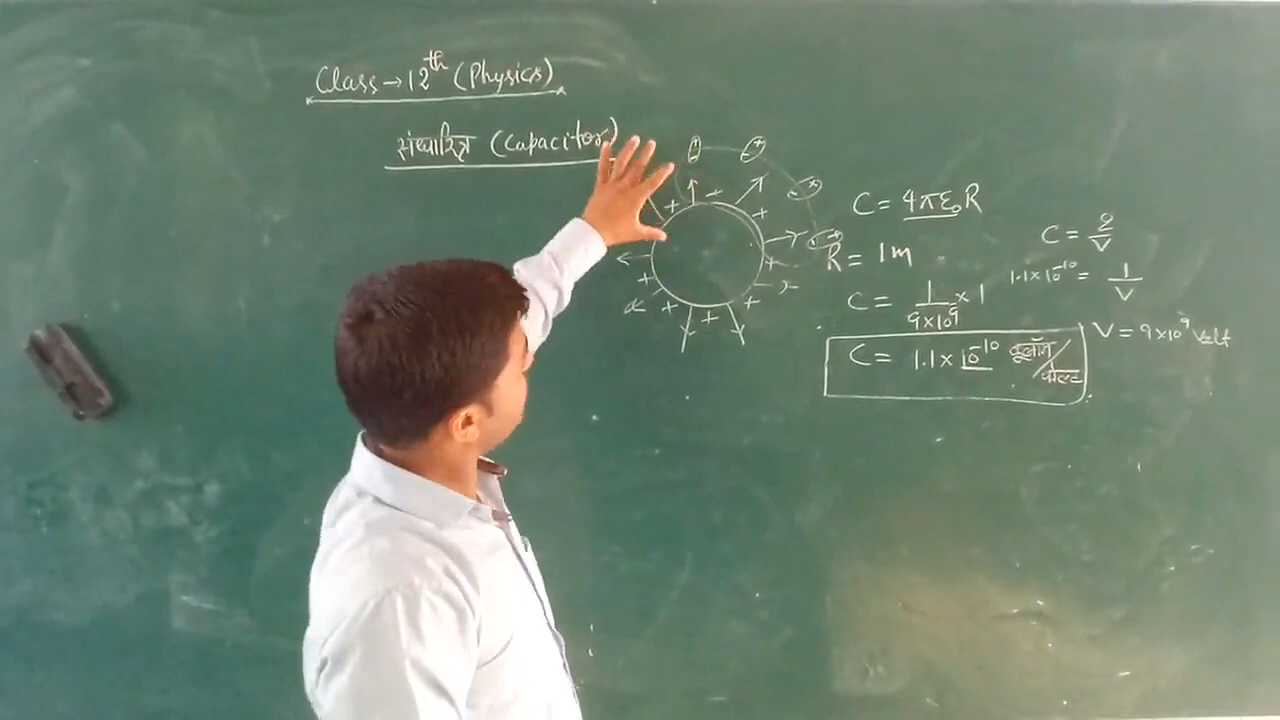 Class → 12th (Physics)
संधारित्र (Capacitor)
C = 4πε₀R
R = 1m
C = 1/9×10⁹ × 1
C = 1.1 × 10⁻¹⁰ कूलॉम/वोल्ट
C = q/V
1.1×10⁻¹⁰ = 1/V
V = 9×10⁹ Volt